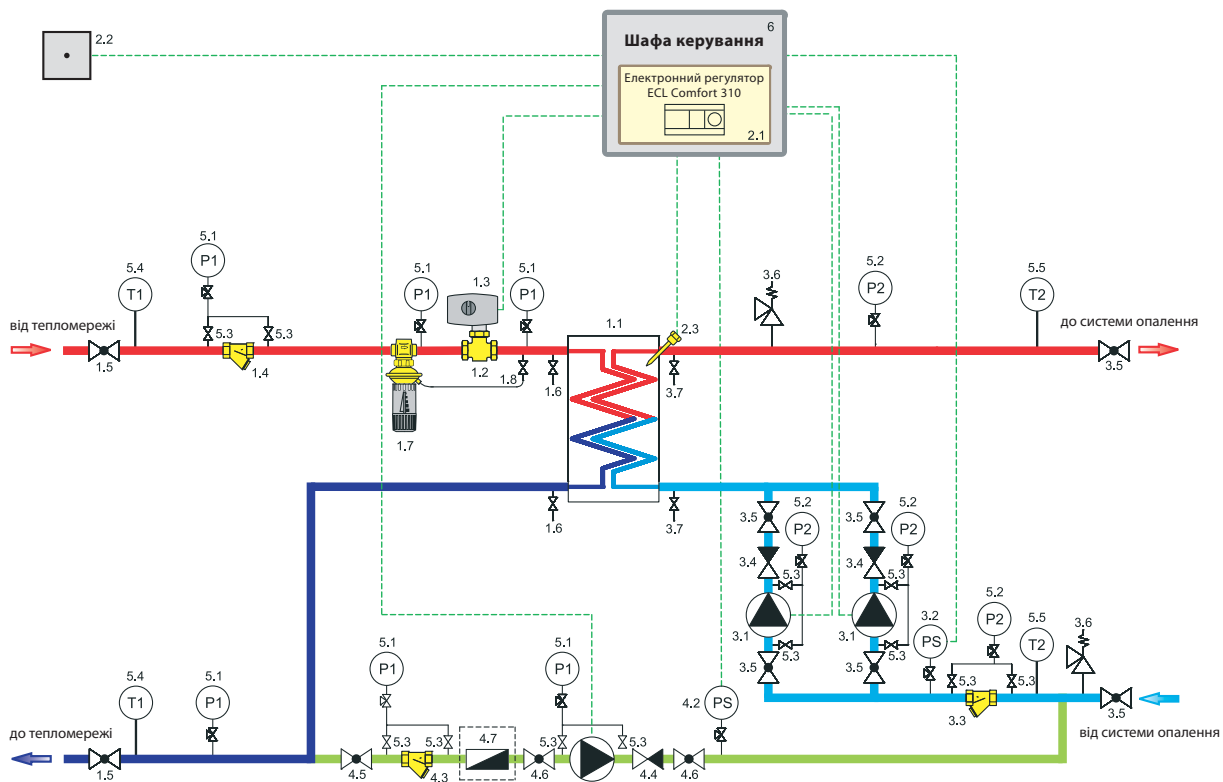 2.2
6
Шафа керування
Електронний регулятор
ECL Comfort 310
2.1
5.1
P1
5.4
T1
5.3
5.3
від тепломережі
1.5
1.4
5.1
P1
1.3
5.1
P1
1.2
1.8
1.7
1.6
1.1
2.3
3.7
3.6
5.2
P2
5.5
T2
до системи опалення
3.5
1.6
3.7
3.5
5.2
P2
3.5
5.2
P2
3.4
5.3
3.4
5.3
3.1
5.3
3.1
5.3
3.5
3.5
3.2
PS
5.2
P2
5.3
5.3
3.3
5.5
T2
3.6
3.5
від системи опалення
5.4
T1
5.1
P1
до тепломережі
1.5
5.1
P1
5.3
5.3
4.5
4.3
4.7
5.1
P1
5.3
5.3
4.6
4.4
4.6
4.2
PS